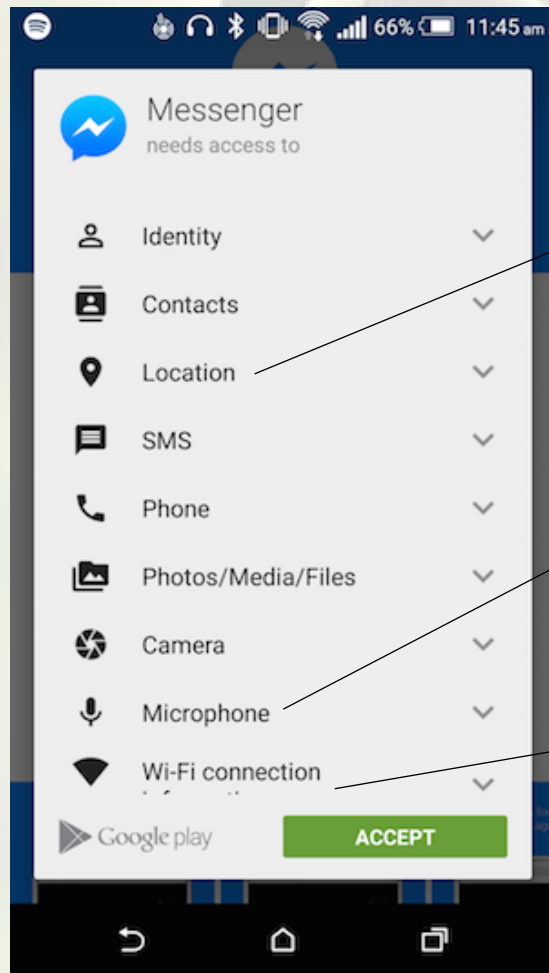 66% 11:45 am
Messenger
needs access to
Identity
Contacts
Location
SMS
Phone
Photos/Media/Files
Camera
Microphone
Wi-Fi connection
Google play ACCEPT